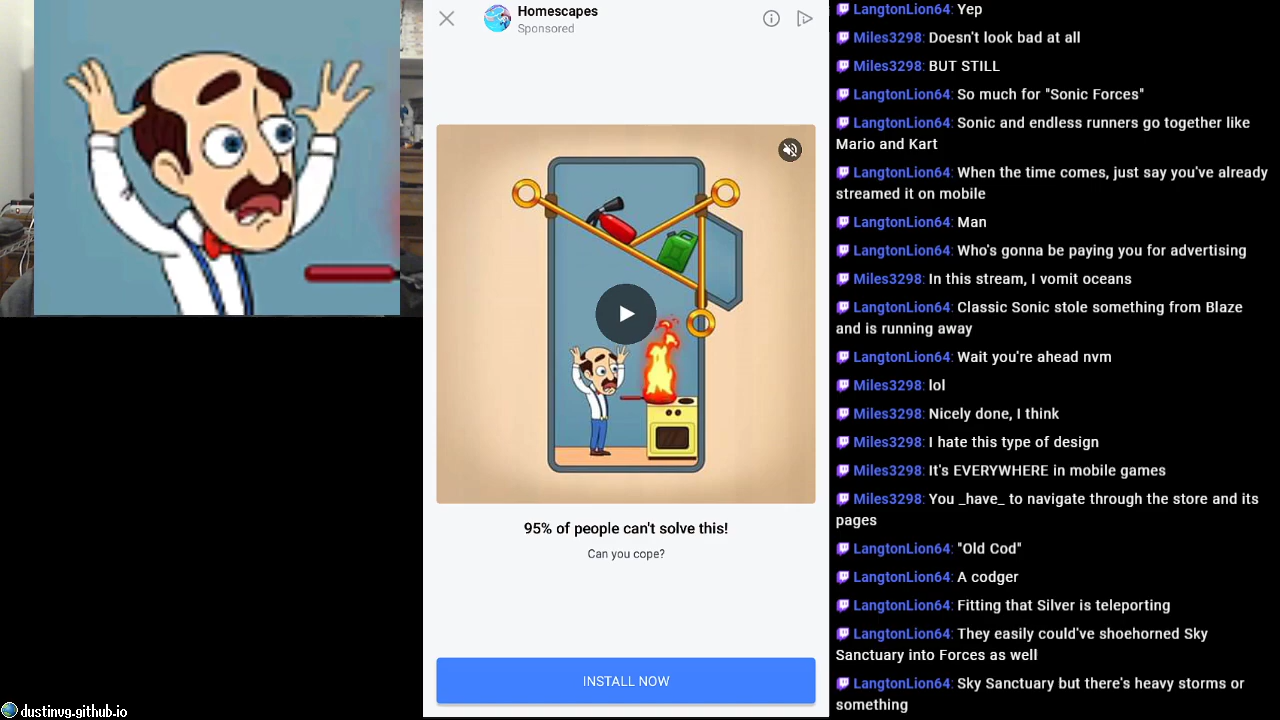 Homescapes
Sponsored
95% of people can't solve this!
Can you cope?
INSTALL NOW
dustinvg.github.io
LangtonLion64: Yep
Miles3298: Doesn't look bad at all
Miles3298: BUT STILL
LangtonLion64: So much for "Sonic Forces"
LangtonLion64: Sonic and endless runners go together like
Mario and Kart
LangtonLion64: When the time comes, just say you've already
streamed it on mobile
LangtonLion64: Man
LangtonLion64: Who's gonna be paying you for advertising
Miles3298: In this stream, I vomit oceans
LangtonLion64: Classic Sonic stole something from Blaze
and is running away
LangtonLion64: Wait you're ahead nvm
Miles3298: lol
Miles3298: Nicely done, I think
Miles3298: I hate this type of design
Miles3298: It's EVERYWHERE in mobile games
Miles3298: You _have_ to navigate through the store and its
pages
LangtonLion64: "Old Cod"
LangtonLion64: A codger
LangtonLion64: Fitting that Silver is teleporting
LangtonLion64: They easily could've shoehorned Sky
Sanctuary into Forces as well
LangtonLion64: Sky Sanctuary but there's heavy storms or
something